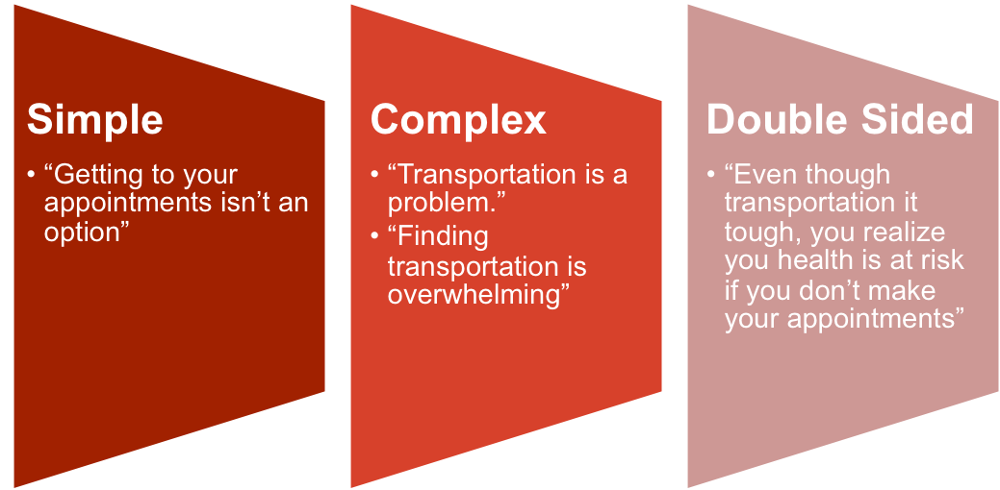 Simple
• “Getting to your
appointments isn’t an
option”
Complex
• “Transportation is a
problem.”
• “Finding
transportation is
overwhelming”
Double Sided
• “Even though
transportation it
tough, you realize
you health is at risk
if you don’t make
your appointments”